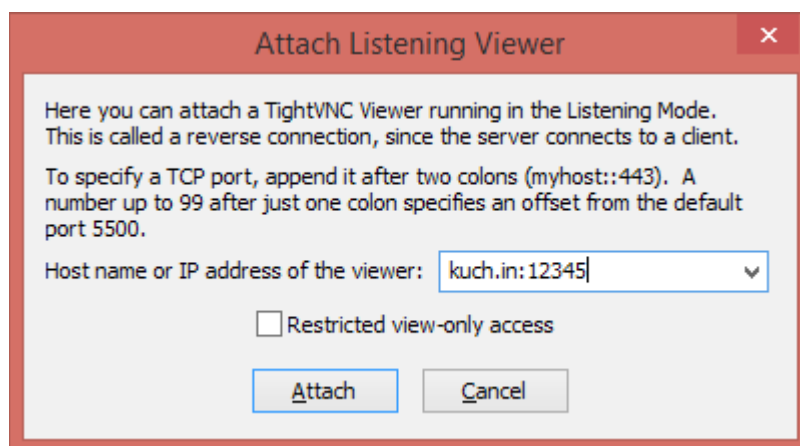 Attach Listening Viewer
Here you can attach a TightVNC Viewer running in the Listening Mode.
This is called a reverse connection, since the server connects to a client.
To specify a TCP port, append it after two colons (myhost::443).  A
number up to 99 after just one colon specifies an offset from the default
port 5500.
Host name or IP address of the viewer: kuch.in:12345
Restricted view-only access
Attach Cancel